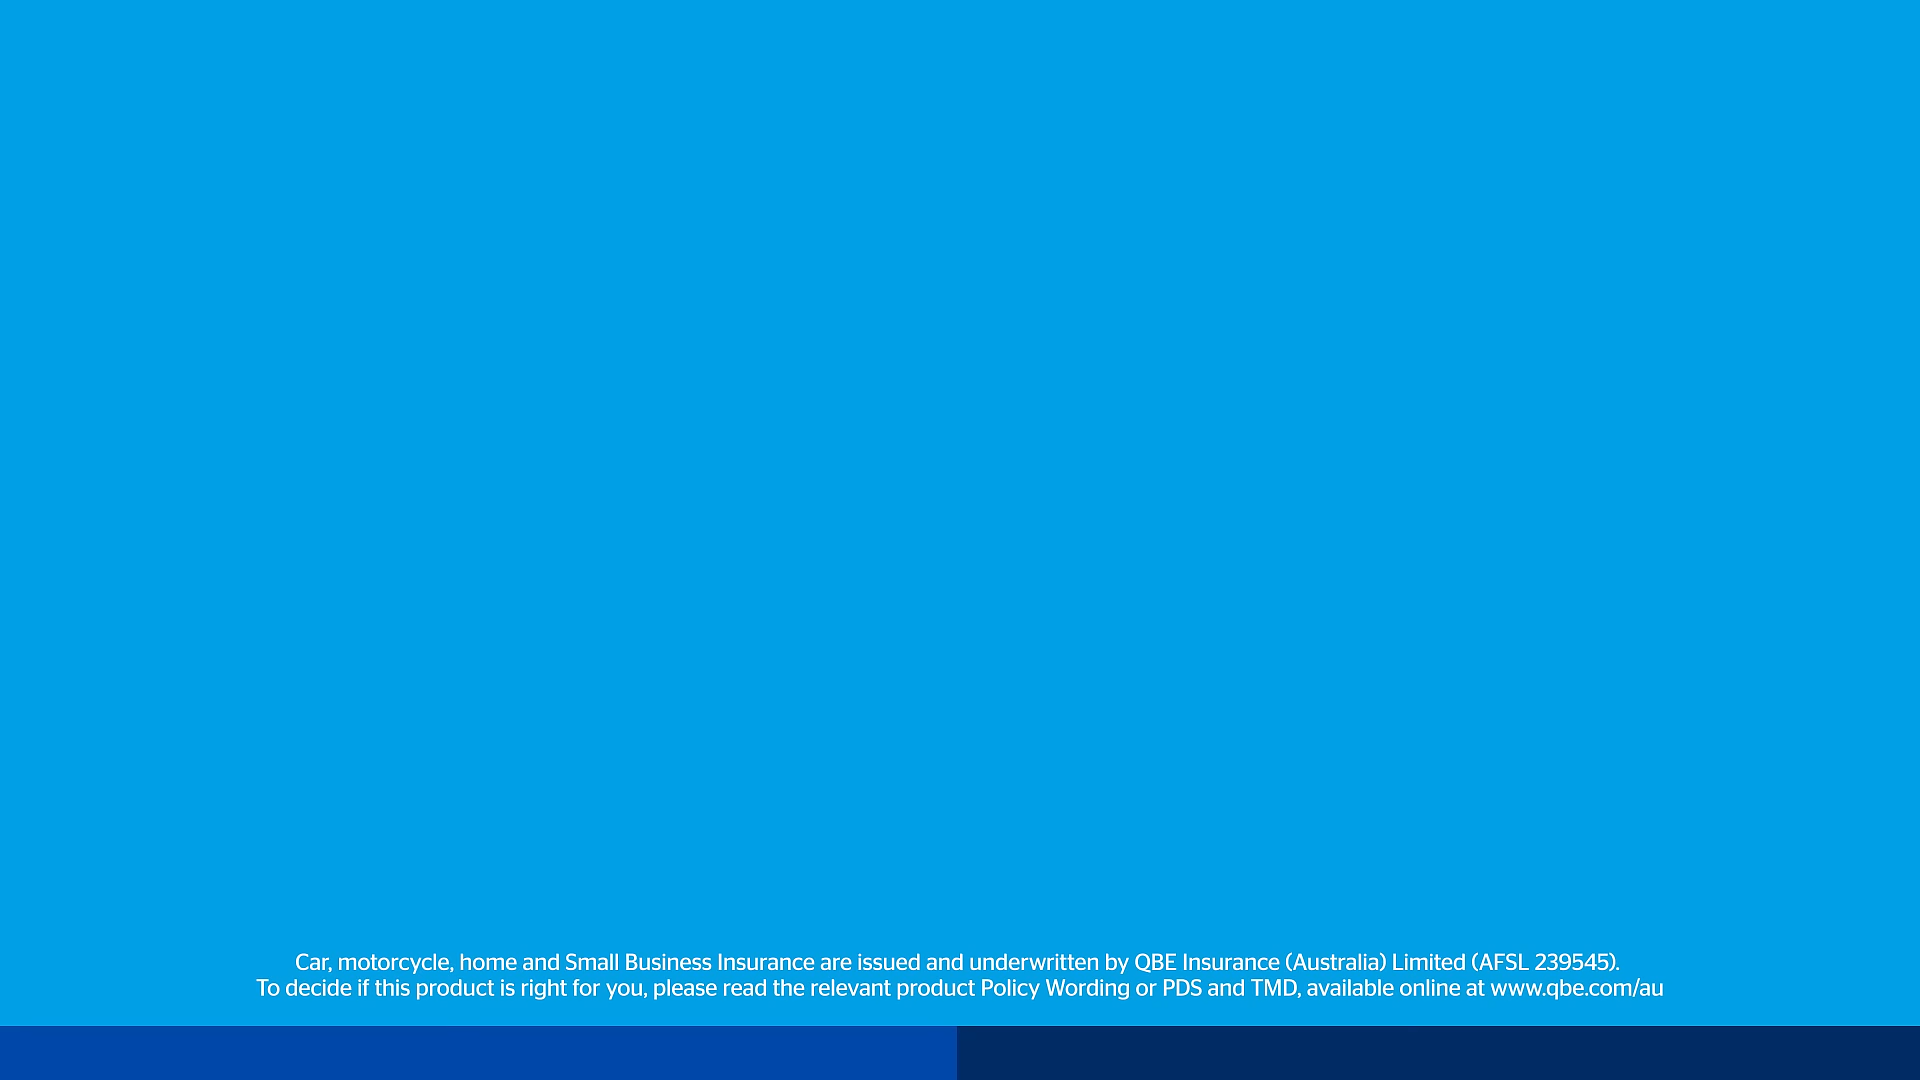 Car, motorcycle, home and Small Business Insurance are issued and underwritten by QBE Insurance (Australia) Limited (AFSL 239545).
To decide if this product is right for you, please read the relevant product Policy Wording or PDS and TMD, available online at www.qbe.com/au